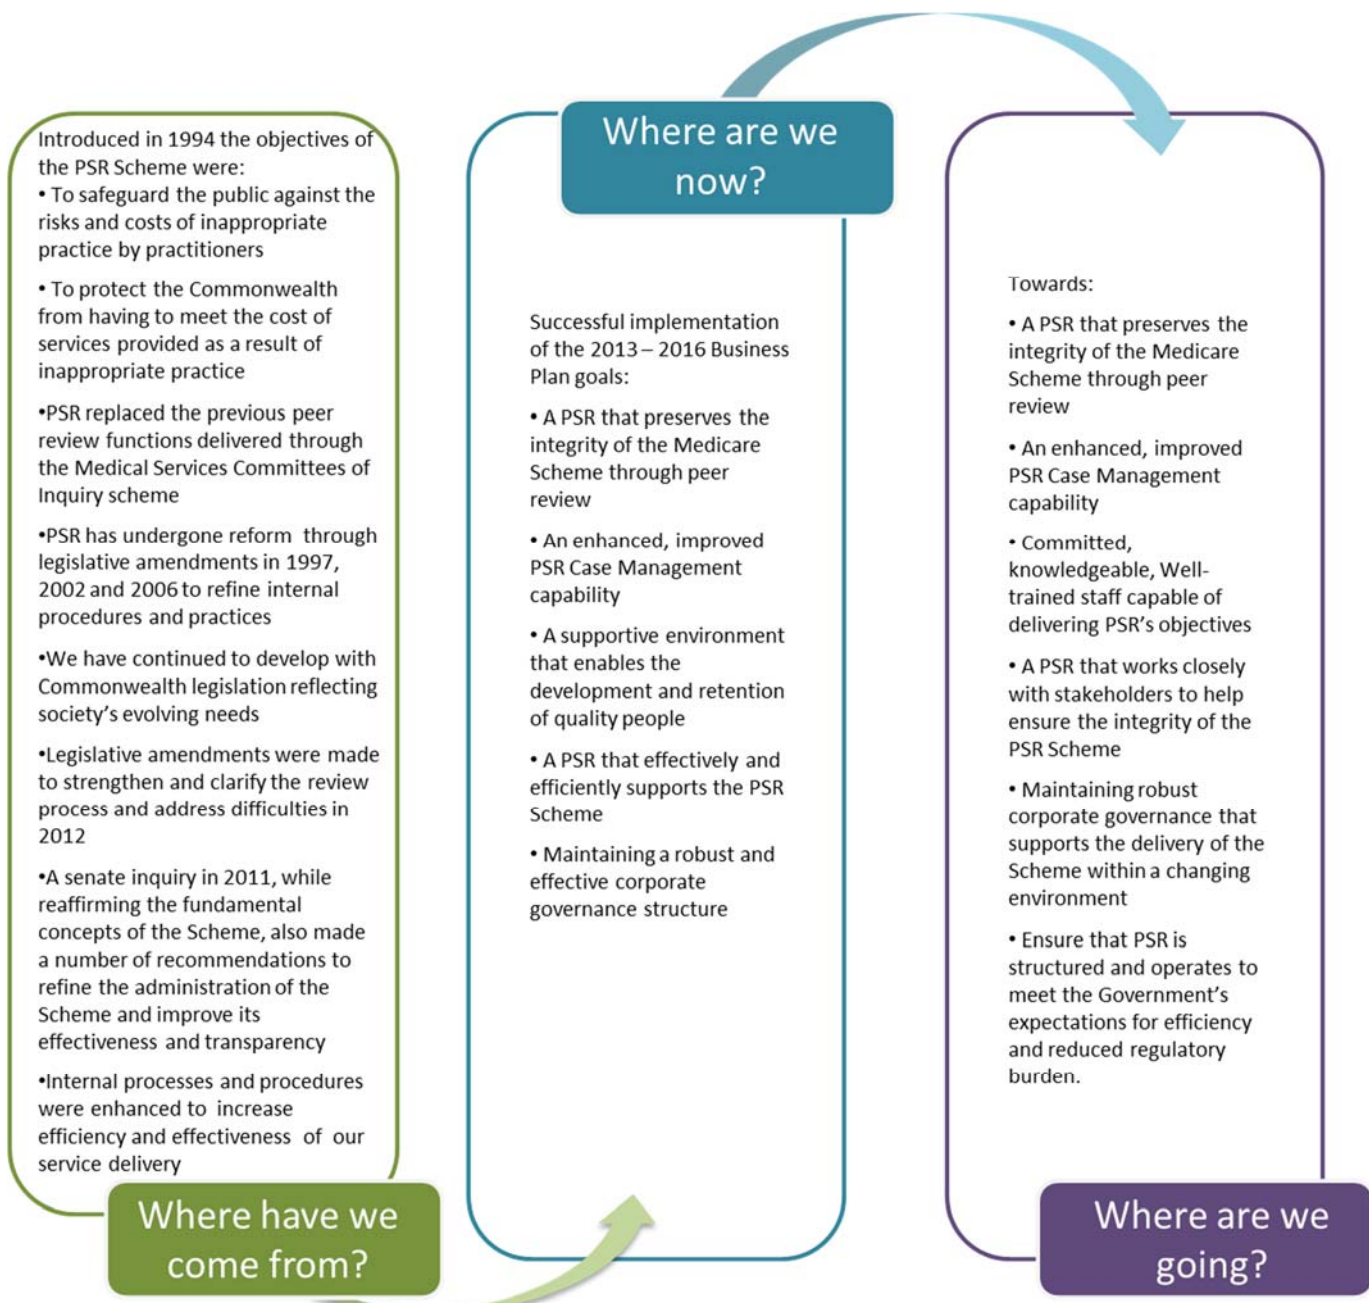 Introduced in 1994 the objectives of
the PSR Scheme were:
• To safeguard the public against the
risks and costs of inappropriate
practice by practitioners
• To protect the Commonwealth
from having to meet the cost of
services provided as a result of
inappropriate practice
•PSR replaced the previous peer
review functions delivered through
the Medical Services Committees of
Inquiry scheme
•PSR has undergone reform through
legislative amendments in 1997,
2002 and 2006 to refine internal
procedures and practices
•We have continued to develop with
Commonwealth legislation reflecting
society’s evolving needs
•Legislative amendments were made
to strengthen and clarify the review
process and address difficulties in
2012
•A senate inquiry in 2011, while
reaffirming the fundamental
concepts of the Scheme, also made
a number of recommendations to
refine the administration of the
Scheme and improve its
effectiveness and transparency
•Internal processes and procedures
were enhanced to increase
efficiency and effectiveness of our
service delivery
Where have we
come from?
Where are we
now?
Successful implementation
of the 2013 – 2016 Business
Plan goals:
• A PSR that preserves the
integrity of the Medicare
Scheme through peer
review
• An enhanced, improved
PSR Case Management
capability
• A supportive environment
that enables the
development and retention
of quality people
• A PSR that effectively and
efficiently supports the PSR
Scheme
• Maintaining a robust and
effective corporate
governance structure
Towards:
• A PSR that preserves the
integrity of the Medicare
Scheme through peer
review
• An enhanced, improved
PSR Case Management
capability
• Committed,
knowledgeable, Well-
trained staff capable of
delivering PSR’s objectives
• A PSR that works closely
with stakeholders to help
ensure the integrity of the
PSR Scheme
• Maintaining robust
corporate governance that
supports the delivery of the
Scheme within a changing
environment
• Ensure that PSR is
structured and operates to
meet the Government’s
expectations for efficiency
and reduced regulatory
burden.
Where are we
going?